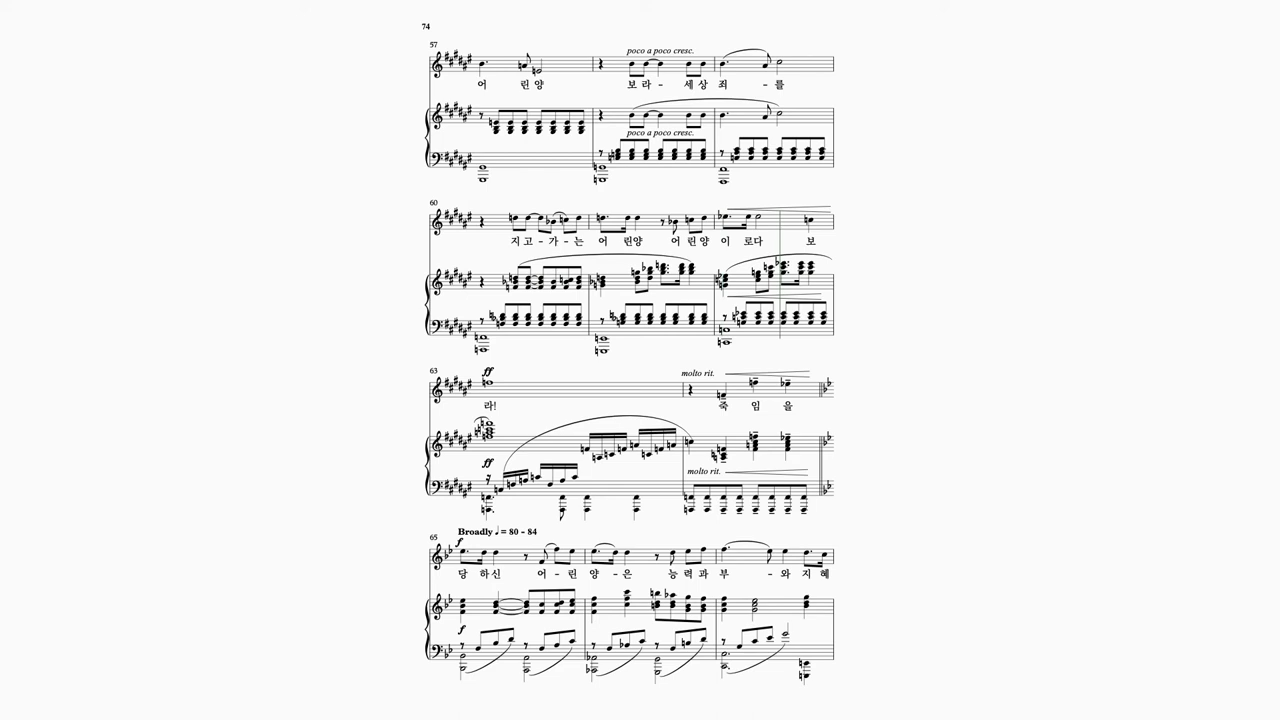 74
57
poco a poco cresc.
어 린 양 보 라 - 세 상 죄 - 를
poco a poco cresc.
60
지 고 - 가 - 는 어 린 양 어 린 양 이 로 다 보
63
ff
molto rit.
라! 죽 임 을
ff
molto rit.
Broadly ♩ = 80 - 84
65
f
당 하 신 어 - 린 양 - 은 능 력 과 부 - 와 지 혜
f